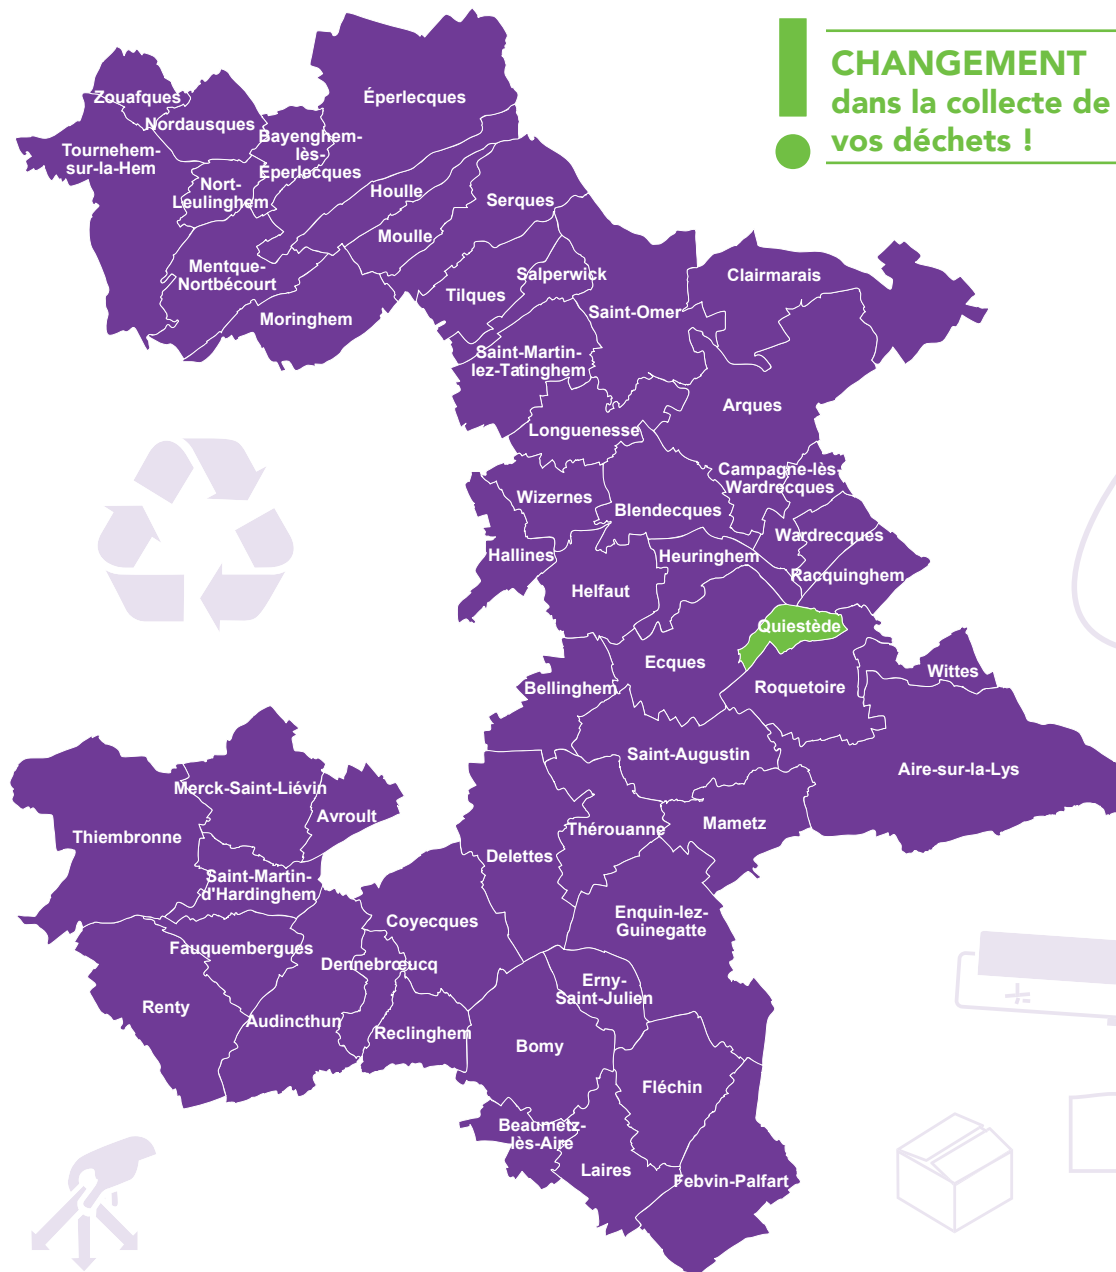 CHANGEMENT
dans la collecte de
vos déchets !
Éperlecques
Zouafques
Nordausques
Bayenghem-
lès-
Éperlecques
Tournehem-
sur-la-Hem
Nort-
Leulinghem
Houlle
Serques
Moulle
Mentque-
Nortbécourt
Salperwick
Clairmarais
Tilques
Saint-Omer
Moringhem
Saint-Martin-
lez-Tatinghem
Arques
Longuenesse
Campagne-lès-
Wardrecques
Wizernes
Blendecques
Wardrecques
Hallines
Heuringhem
Racquinghem
Helfaut
Quiestède
Ecques
Wittes
Bellinghem
Roquetoire
Saint-Augustin
Aire-sur-la-Lys
Merck-Saint-Liévin
Avroult
Thiembronne
Thérouanne
Mametz
Delettes
Saint-Martin-
d'Hardinghem
Coyecques
Enquin-lez-
Guinegatte
Fauquembergues
Dennebrœucq
Erny-
Saint-Julien
Renty
Audincthun
Reclinghem
Bomy
Fléchin
Beaumetz-
lès-Aire
Laires
Febvin-Palfart